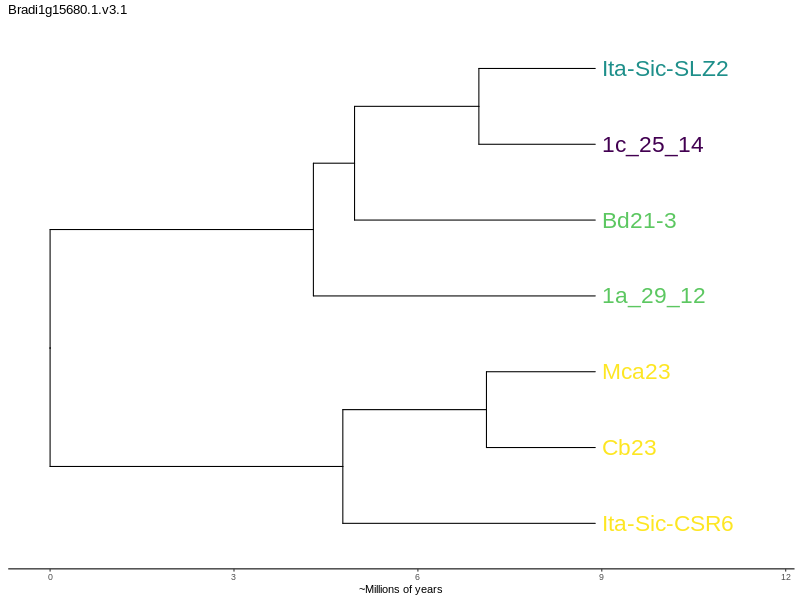 Bradi1g15680.1.v3.1
Ita-Sic-SLZ2
1c_25_14
Bd21-3
1a_29_12
Mca23
Cb23
Ita-Sic-CSR6
0 3 6 9 12
~Millions of years